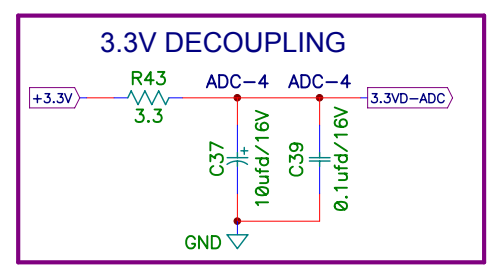 3.3V DECOUPLING
R43
ADC-4
ADC-4
+3.3V
3.3VD-ADC
3.3
C37
+
10ufd/16V
C39
0.1ufd/16V
GND